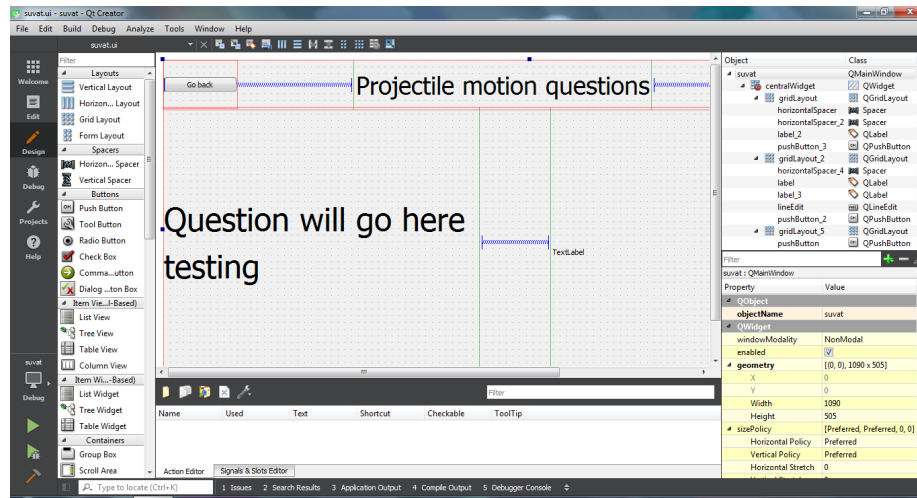 suvat.ui - suvat - Qt Creator
File Edit Build Debug Analyze Tools Window Help
suvat.ui
Welcome
Edit
Design
Debug
Projects
Help
suvat
Debug
Filter
Layouts
Vertical Layout
Horizon... Layout
Grid Layout
Form Layout
Spacers
Horizon... Spacer
Vertical Spacer
Buttons
Push Button
Tool Button
Radio Button
Check Box
Comma...utton
Dialog ...ton Box
Item Vie...l-Based)
List View
Tree View
Table View
Column View
Item Wi...-Based)
List Widget
Tree Widget
Table Widget
Containers
Group Box
Scroll Area
Go back
Projectile motion questions
Question will go here
testing
TextLabel
Filter
Name Used Text Shortcut Checkable ToolTip
Action Editor Signals & Slots Editor
Object Class
suvat QMainWindow
centralWidget QWidget
gridLayout QGridLayout
horizontalSpacer Spacer
horizontalSpacer_2 Spacer
label_2 QLabel
pushButton_3 QPushButton
gridLayout_2 QGridLayout
horizontalSpacer_4 Spacer
label QLabel
label_3 QLabel
lineEdit QLineEdit
pushButton_2 QPushButton
gridLayout_5 QGridLayout
pushButton QPushButton
Filter
suvat : QMainWindow
Property Value
QObject
objectName suvat
QWidget
windowModality NonModal
enabled
geometry [(0, 0), 1090 x 505]
X 0
Y 0
Width 1090
Height 505
sizePolicy [Preferred, Preferred, 0, 0]
Horizontal Policy Preferred
Vertical Policy Preferred
Horizontal Stretch 0
Type to locate (Ctrl+K) 1 Issues 2 Search Results 3 Application Output 4 Compile Output 5 Debugger Console